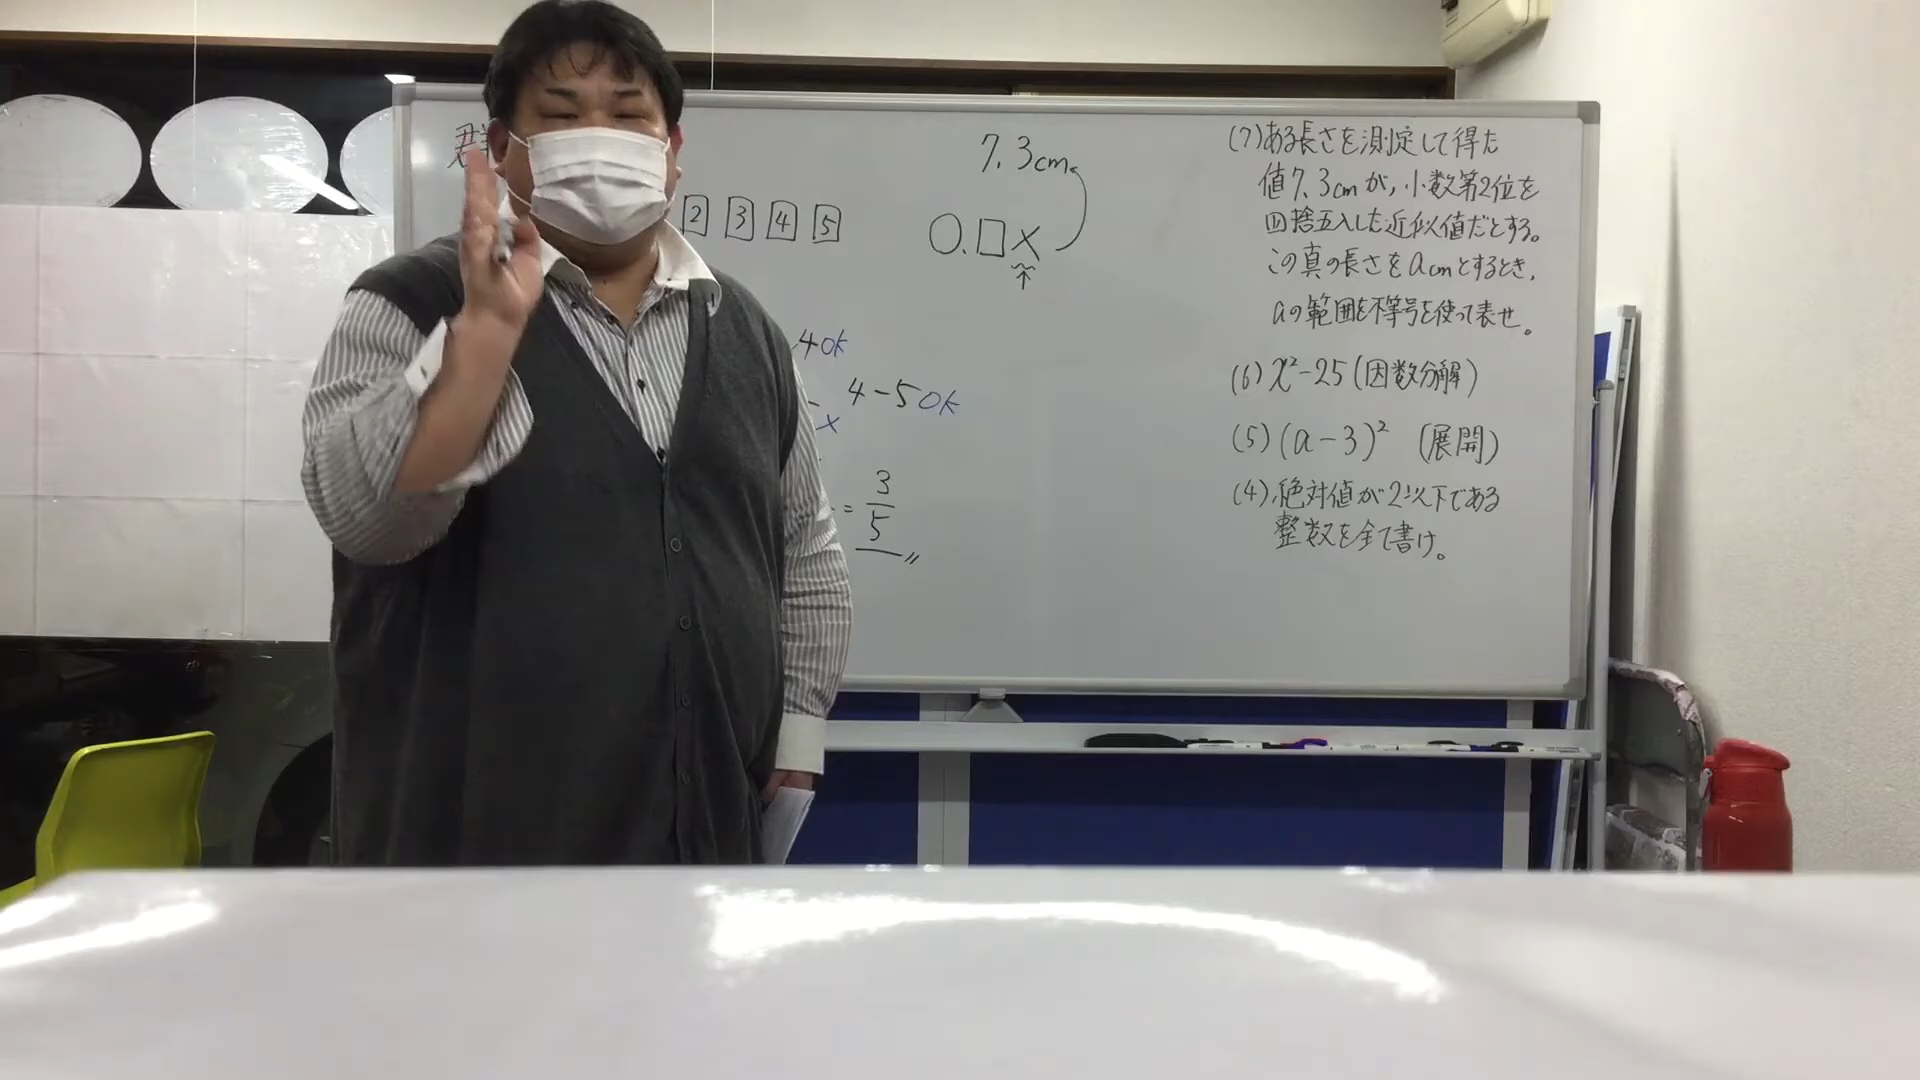 群
2 3 4 5
4 OK
4-5 OK
×
= 3/5
7.3cm
○.□×
(7)ある長さを測定して得た
値7.3cmが,小数第2位を
四捨五入した近似値だとする。
この真の長さをacmとするとき,
aの範囲を不等号を使って表せ。
(6) x²-25(因数分解)
(5) (a-3)² (展開)
(4)絶対値が2以下である
整数を全て書け。